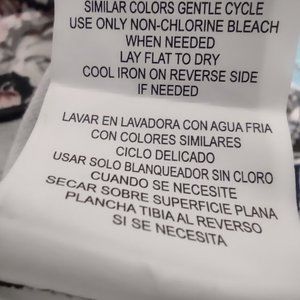 SIMILAR COLORS GENTLE CYCLE
USE ONLY NON-CHLORINE BLEACH
WHEN NEEDED
LAY FLAT TO DRY
COOL IRON ON REVERSE SIDE
IF NEEDED
LAVAR EN LAVADORA CON AGUA FRIA
CON COLORES SIMILARES
CICLO DELICADO
USAR SOLO BLANQUEADOR SIN CLORO
CUANDO SE NECESITE
SECAR SOBRE SUPERFICIE PLANA
PLANCHA TIBIA AL REVERSO
SI SE NECESITA